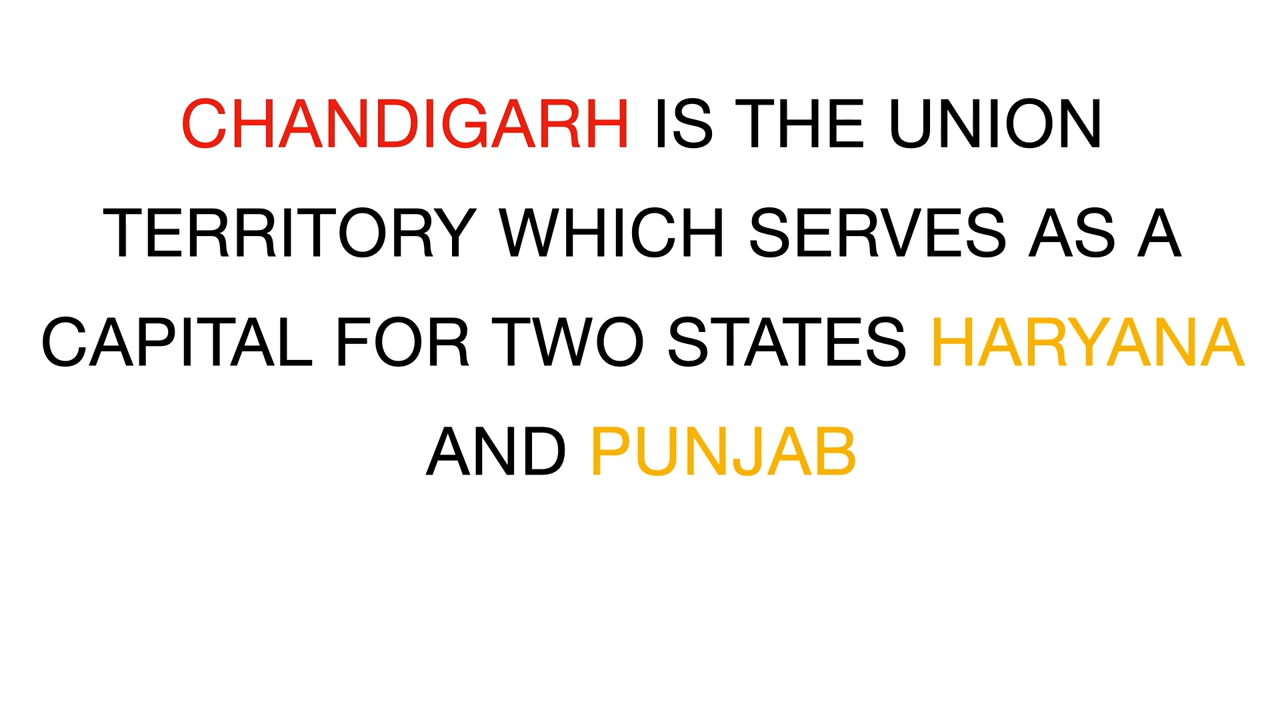 CHANDIGARH IS THE UNION
TERRITORY WHICH SERVES AS A
CAPITAL FOR TWO STATES HARYANA
AND PUNJAB